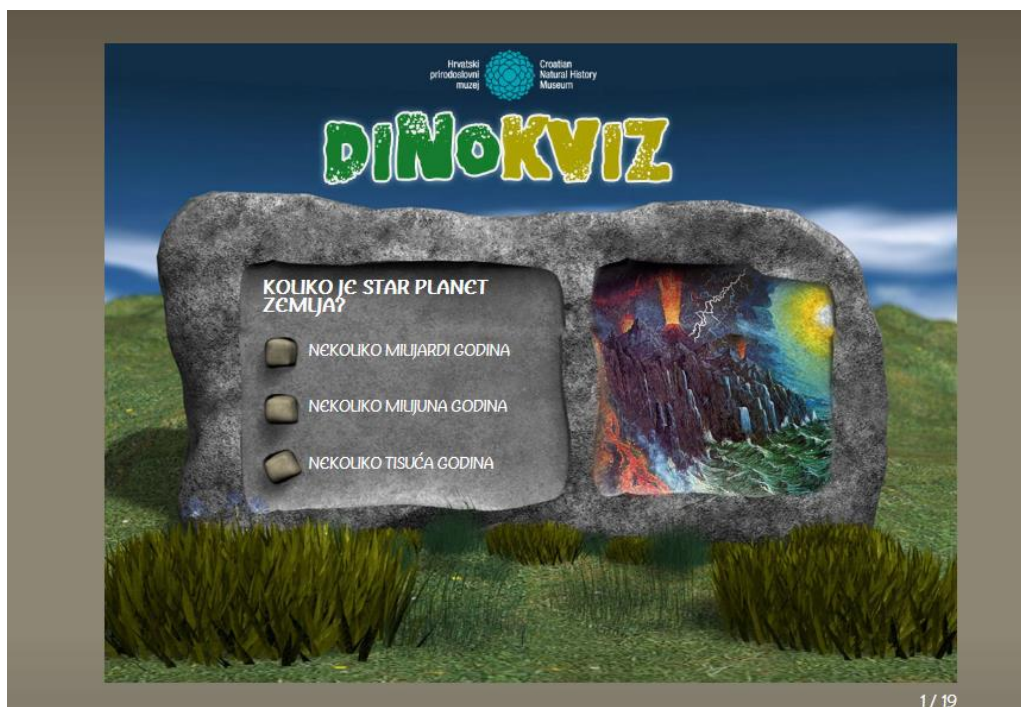 Hrvatski
prirodoslovni
muzej
Croatian
Natural History
Museum
DINOKVIZ
KOLIKO JE STAR PLANET
ZEMLJA?
NEKOLIKO MILIJARDI GODINA
NEKOLIKO MILIJUNA GODINA
NEKOLIKO TISUĆA GODINA
1 / 19